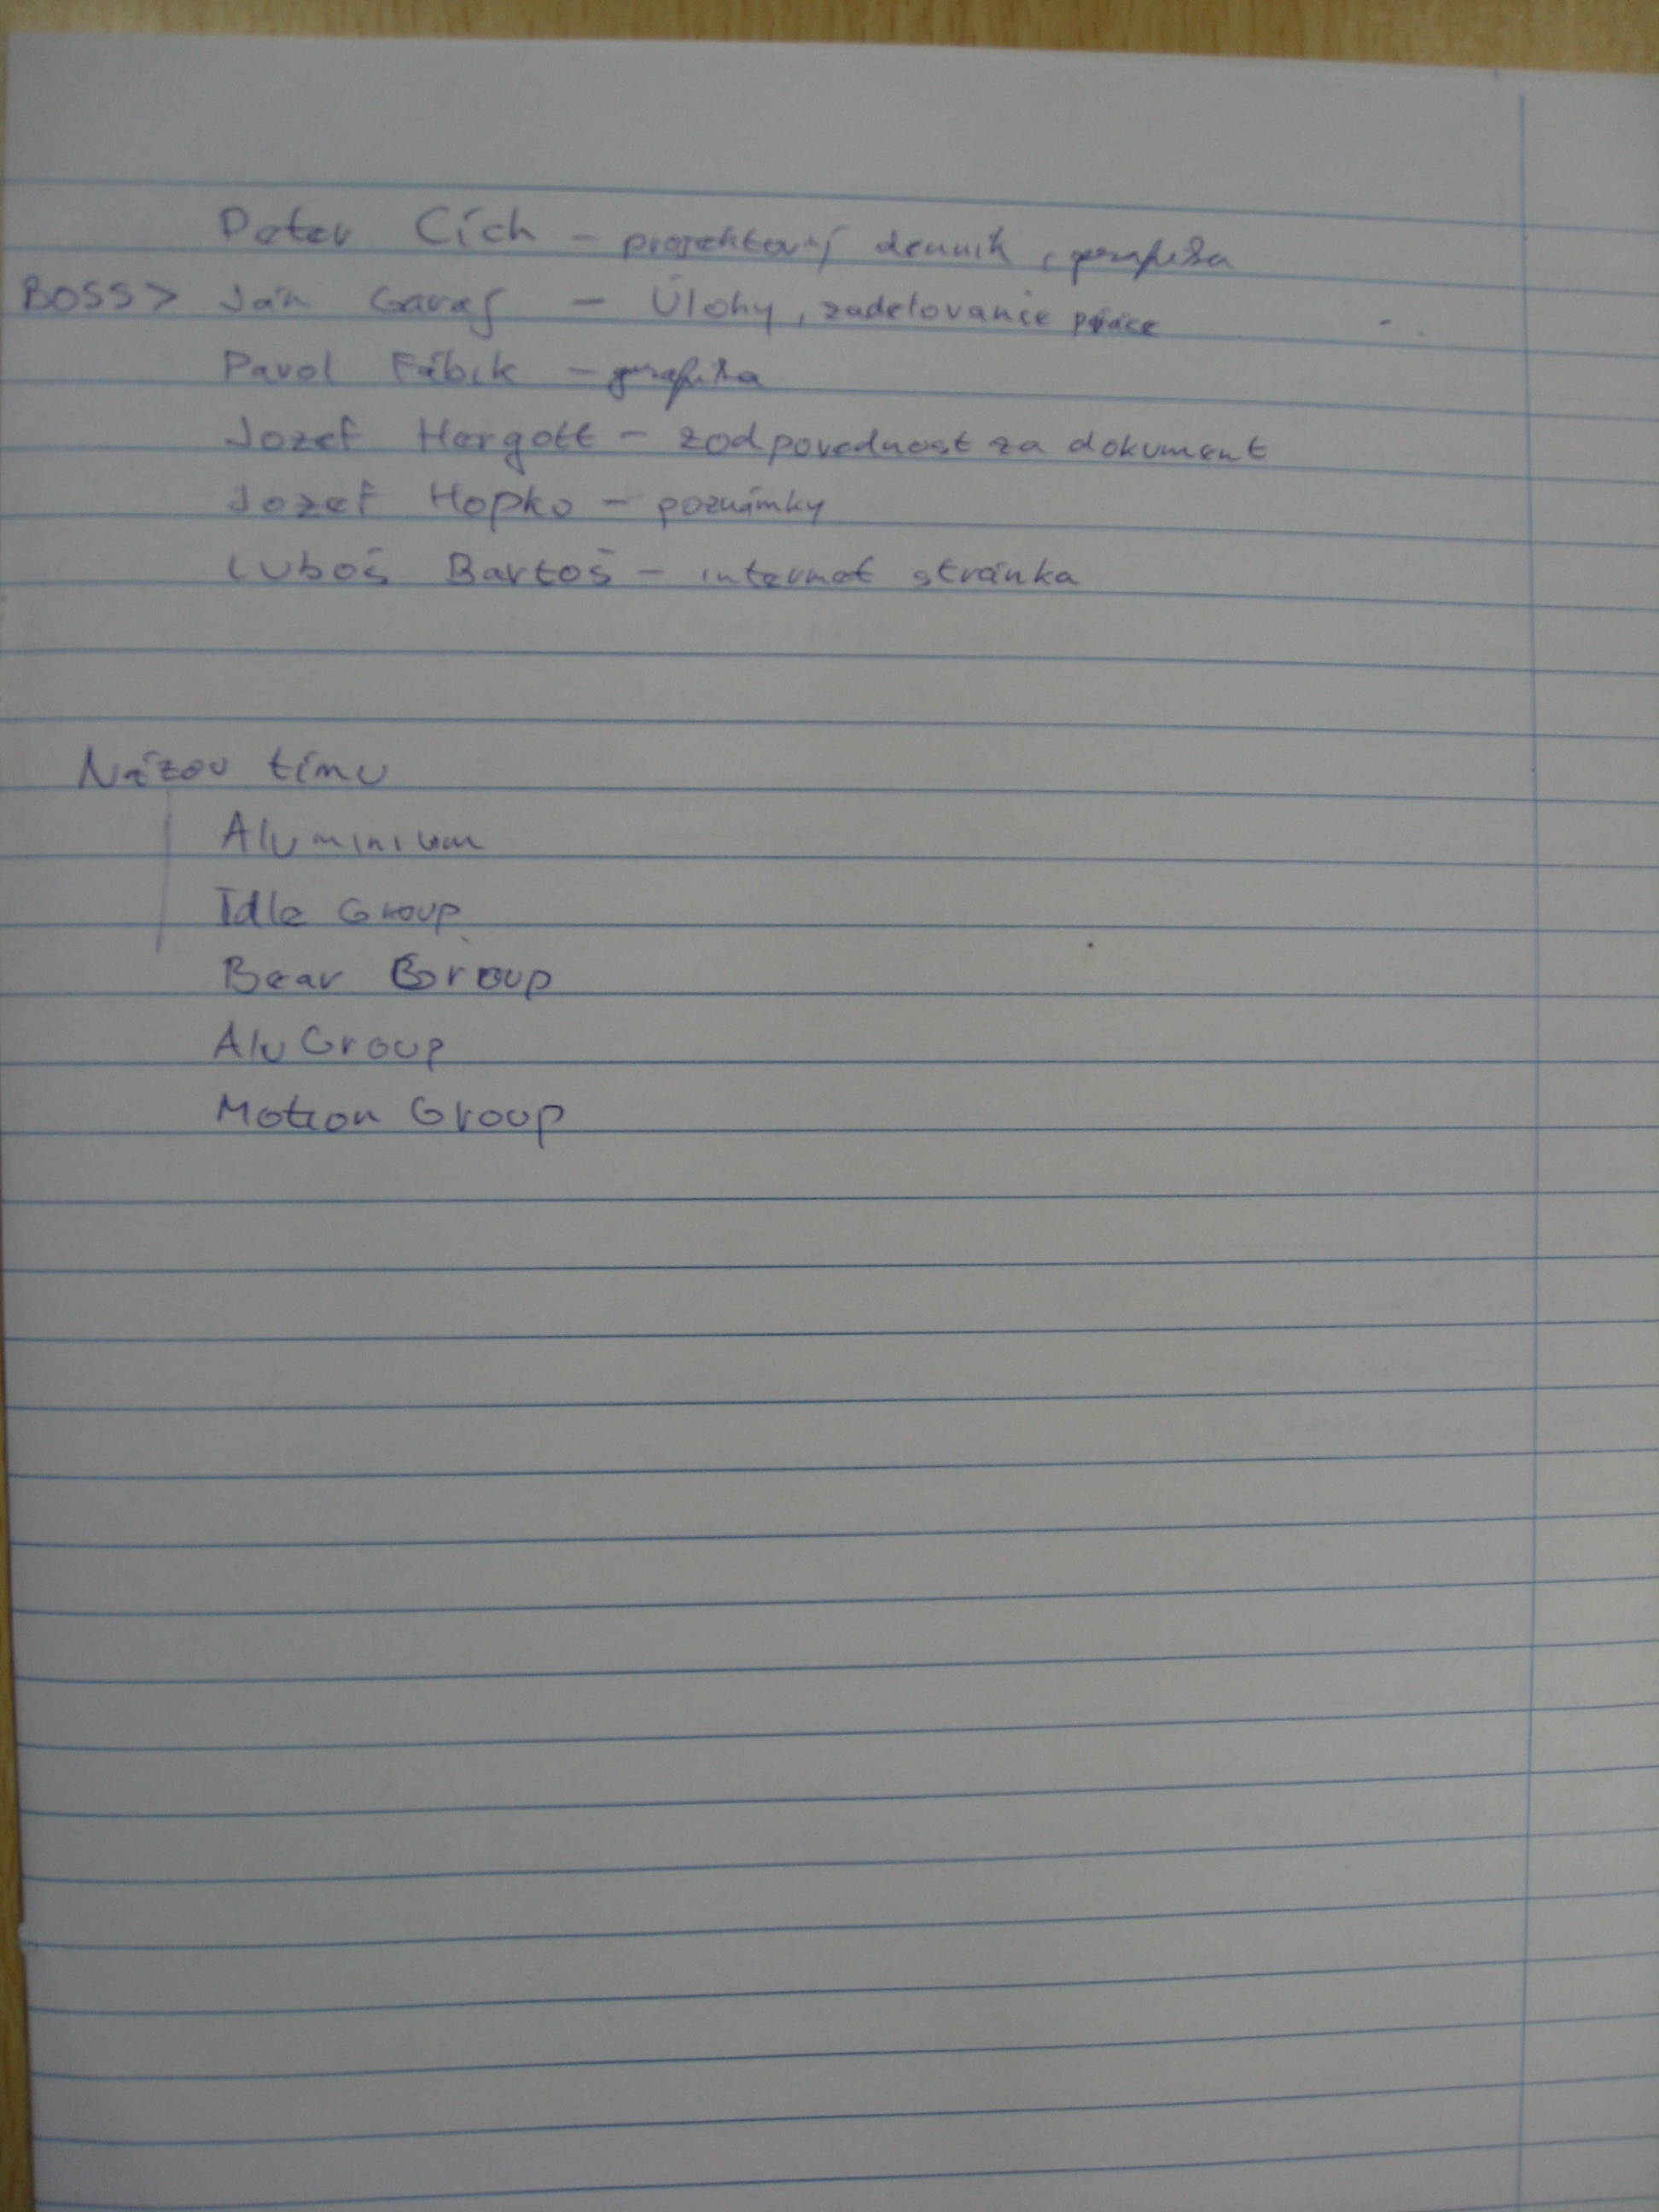 Peter Cích - projektový denník, grafika
BOSS> Ján Garaj - Úlohy, zadelovanie práce
Pavol Fábik - grafika
Jozef Hergott - zodpovednost za dokument
Jozef Hopko - poznámky
Luboš Bartoš - internet stránka
Názov tímu
Aluminium
Idle Group
Bear Group
Alu Group
Motion Group